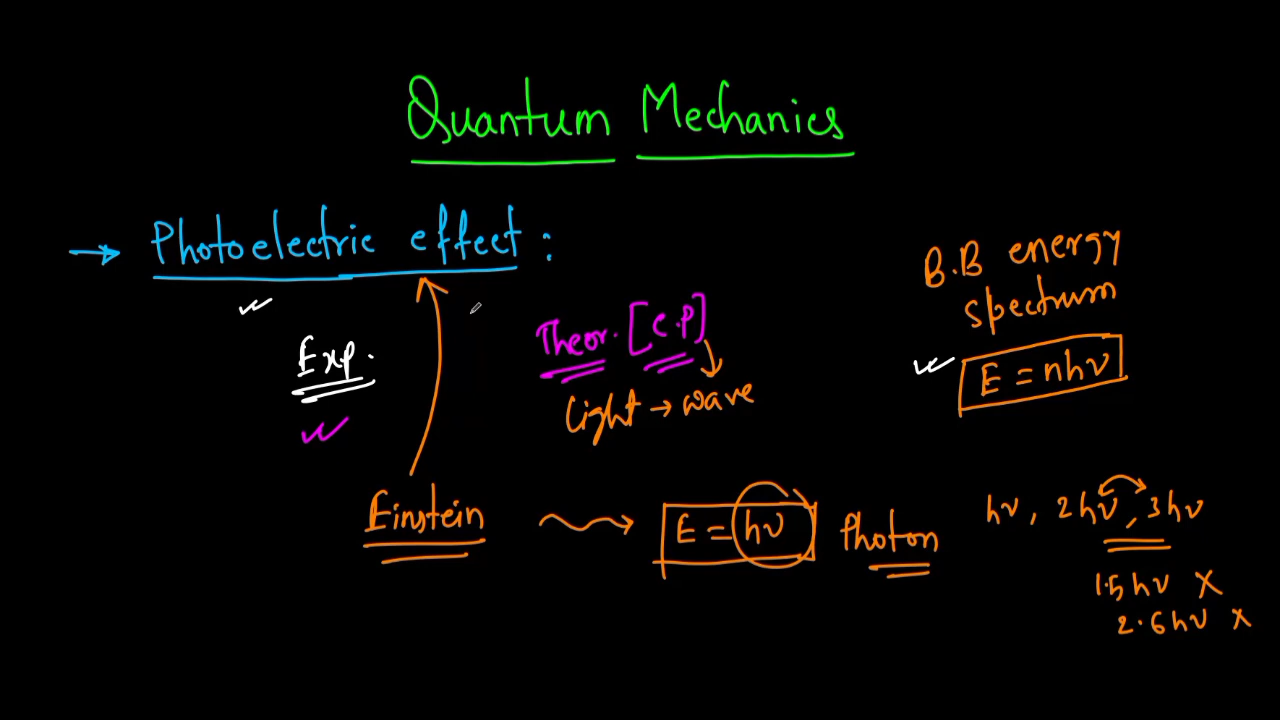 Quantum Mechanics
→ Photoelectric effect :
B.B energy
spectrum
E = nhν
Exp.
Theor. [C.P]
light → wave
Einstein
E = hν Photon
hν, 2hν, 3hν
1.5hν X
2.6hν X